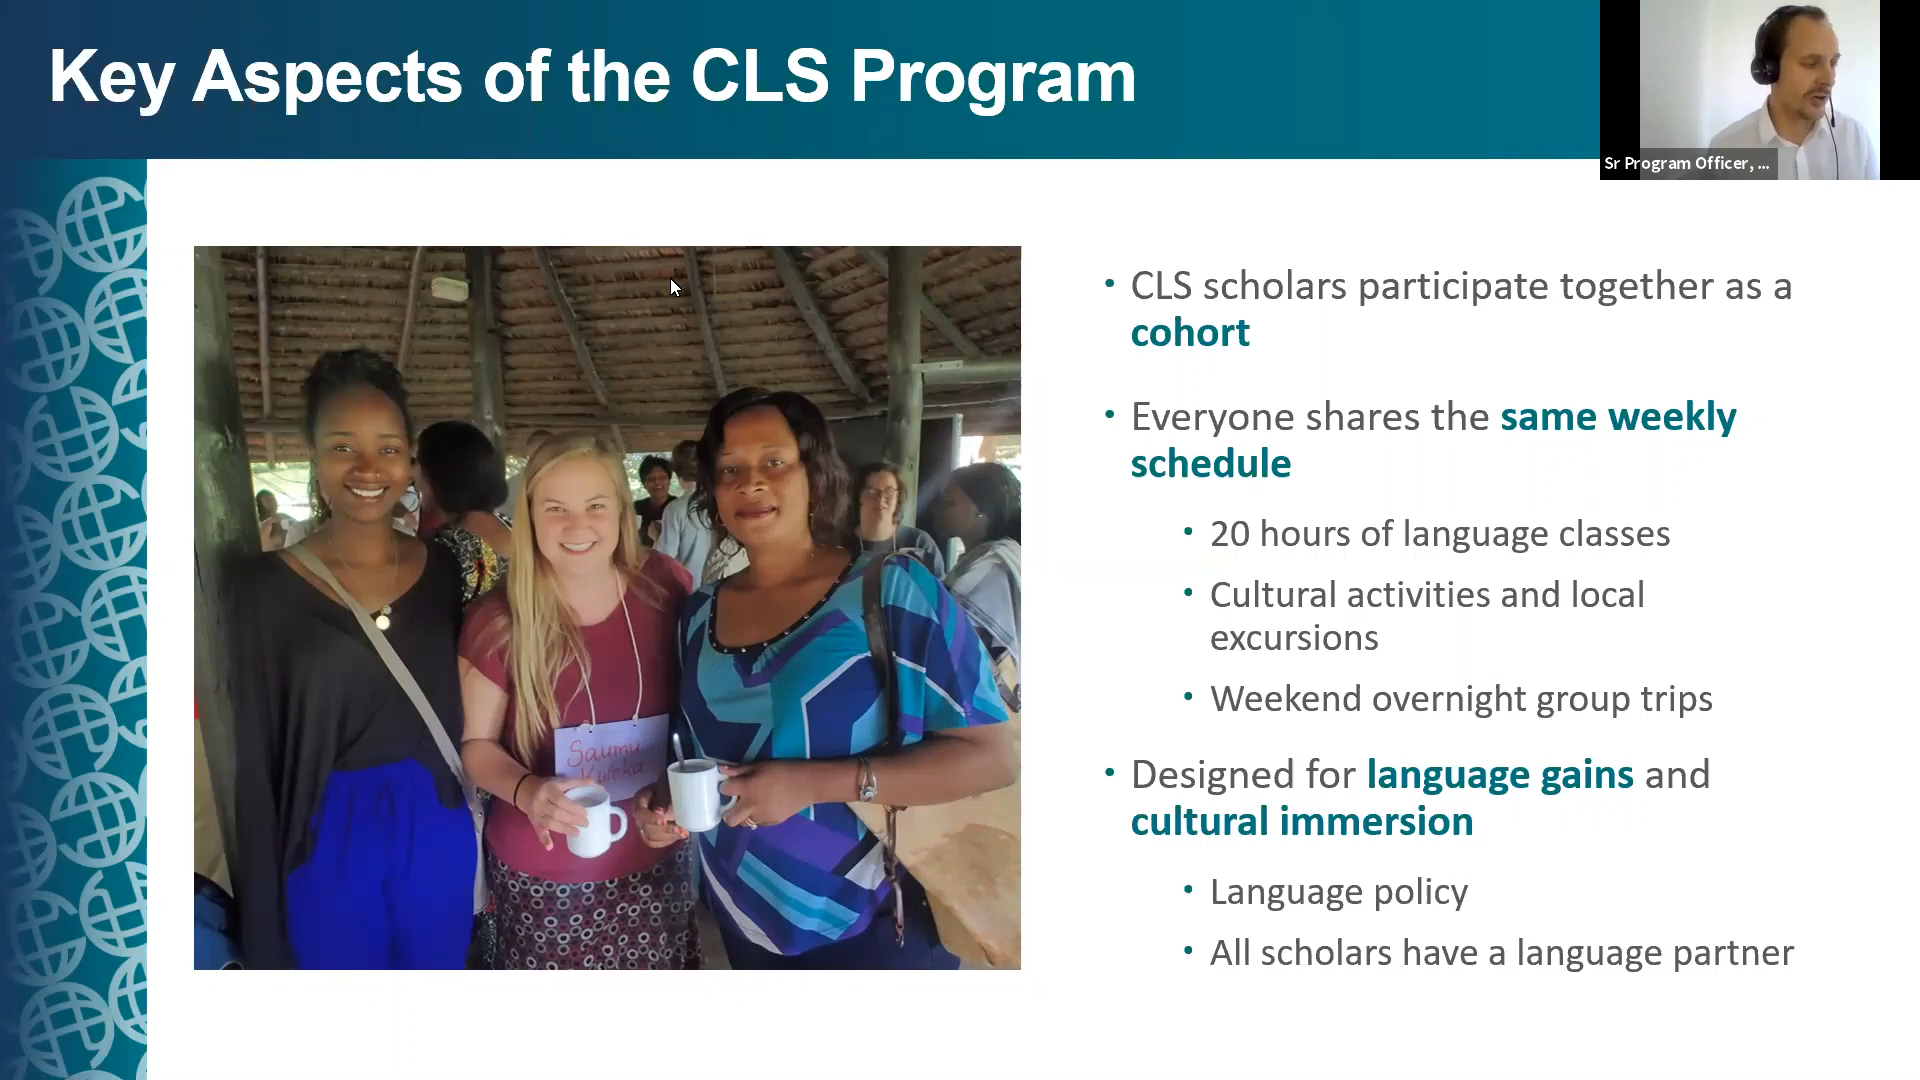 Key Aspects of the CLS Program
Sr Program Officer, ...
• CLS scholars participate together as a
cohort
• Everyone shares the same weekly
schedule
• 20 hours of language classes
• Cultural activities and local
excursions
• Weekend overnight group trips
• Designed for language gains and
cultural immersion
• Language policy
• All scholars have a language partner
Saumu